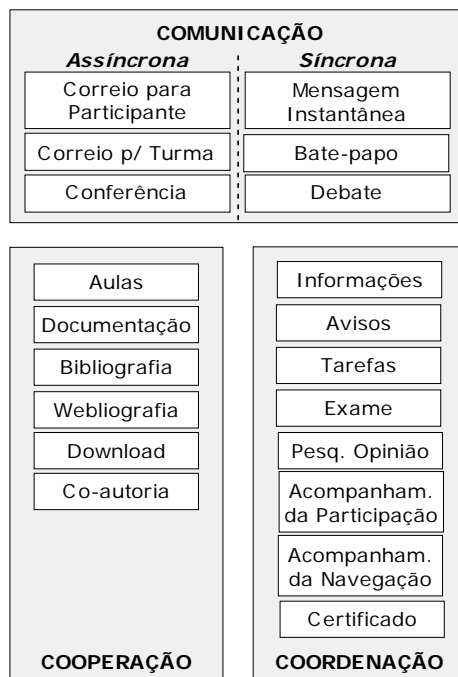 COMUNICAÇÃO
Assíncrona
Síncrona
Correio para
Participante
Mensagem
Instantânea
Correio p/ Turma
Bate-papo
Conferência
Debate
Aulas
Documentação
Bibliografia
Webliografia
Download
Co-autoria
COOPERAÇÃO
Informações
Avisos
Tarefas
Exame
Pesq. Opinião
Acompanham.
da Participação
Acompanham.
da Navegação
Certificado
COORDENAÇÃO